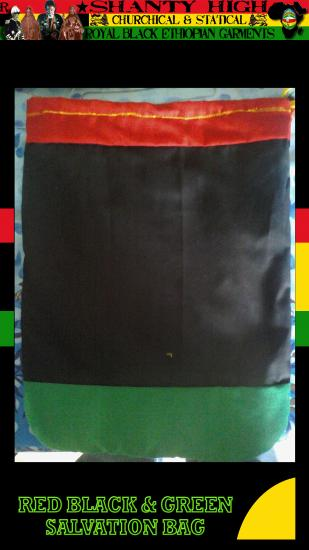 SHANTY HIGH
CHURCHICAL & STATICAL
ROYAL BLACK ETHIOPIAN GARMENTS
RED BLACK & GREEN
SALVATION BAG